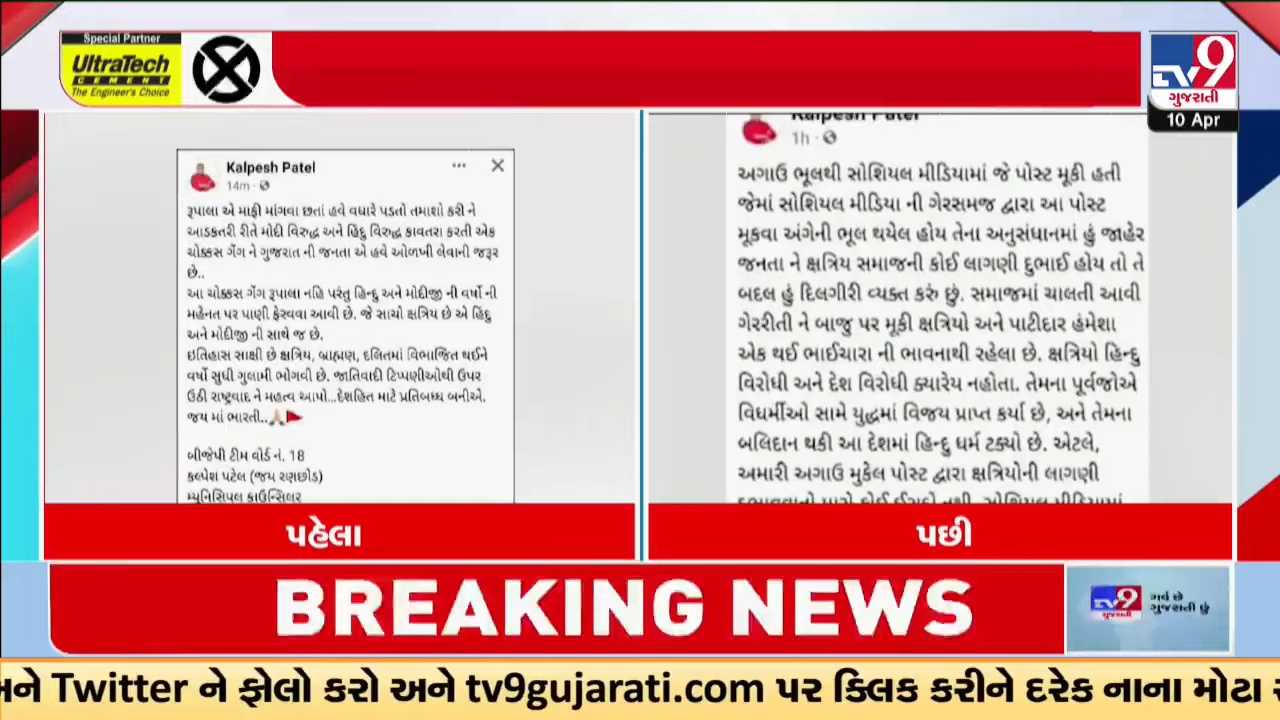 Special Partner
UltraTech
CEMENT
The Engineer's Choice
TV9
ગુજરાતી
10 Apr
Kalpesh Patel
14m
રૂપાલા એ માફી માંગવા છતાં હવે વધારે પડતો તમાશો કરી ને
આડકતરી રીતે મોદી વિરુદ્ધ અને હિંદુ વિરુદ્ધ કાવતરા કરતી એક
ચોક્કસ ગેંગ ને ગુજરાત ની જનતા એ હવે ઓળખી લેવાની જરૂર
છે..
આ ચોક્કસ ગેંગ રૂપાલા નહિ પરંતુ હિન્દુ અને મોદીજી ની વર્ષો ની
મહેનત પર પાણી ફેરવવા આવી છે. જે સાચો ક્ષત્રિય છે એ હિંદુ
અને મોદીજી ની સાથે જ છે.
ઇતિહાસ સાક્ષી છે ક્ષત્રિય, બ્રાહ્મણ, દલિતમાં વિભાજિત થઈને
વર્ષો સુધી ગુલામી ભોગવી છે. જાતિવાદી ટિપ્પણીઓથી ઉપર
ઉઠી રાષ્ટ્રવાદ ને મહત્વ આપો...દેશહિત માટે પ્રતિબધ્ધ બનીએ.
જય માં ભારતી..🙏🏻🚩
બીજેપી ટીમ વોર્ડ નં. 18
કલ્પેશ પટેલ (જય રણછોડ)
મ્યુનિસિપલ કાઉન્સિલર
Kalpesh Patel
1h
અગાઉ ભૂલથી સોશિયલ મીડિયામાં જે પોસ્ટ મૂકી હતી
જેમાં સોશિયલ મીડિયા ની ગેરસમજ દ્વારા આ પોસ્ટ
મૂકવા અંગેની ભૂલ થયેલ હોય તેના અનુસંધાનમાં હું જાહેર
જનતા ને ક્ષત્રિય સમાજની કોઈ લાગણી દુભાઈ હોય તો તે
બદલ હું દિલગીરી વ્યક્ત કરું છું. સમાજમાં ચાલતી આવી
ગેરરીતી ને બાજુ પર મૂકી ક્ષત્રિયો અને પાટીદાર હંમેશા
એક થઈ ભાઈચારા ની ભાવનાથી રહેલા છે. ક્ષત્રિયો હિન્દુ
વિરોધી અને દેશ વિરોધી ક્યારેય નહોતા. તેમના પૂર્વજોએ
વિધર્મીઓ સામે યુદ્ધમાં વિજય પ્રાપ્ત કર્યા છે, અને તેમના
બલિદાન થકી આ દેશમાં હિન્દુ ધર્મ ટક્યો છે. એટલે,
અમારી અગાઉ મુકેલ પોસ્ટ દ્વારા ક્ષત્રિયોની લાગણી
પહેલા
પછી
BREAKING NEWS
TV9
ગુજરાતી
ગર્વ છે
ગુજરાતી છું
અને Twitter ને ફોલો કરો અને tv9gujarati.com પર ક્લિક કરીને દરેક નાના મોટા